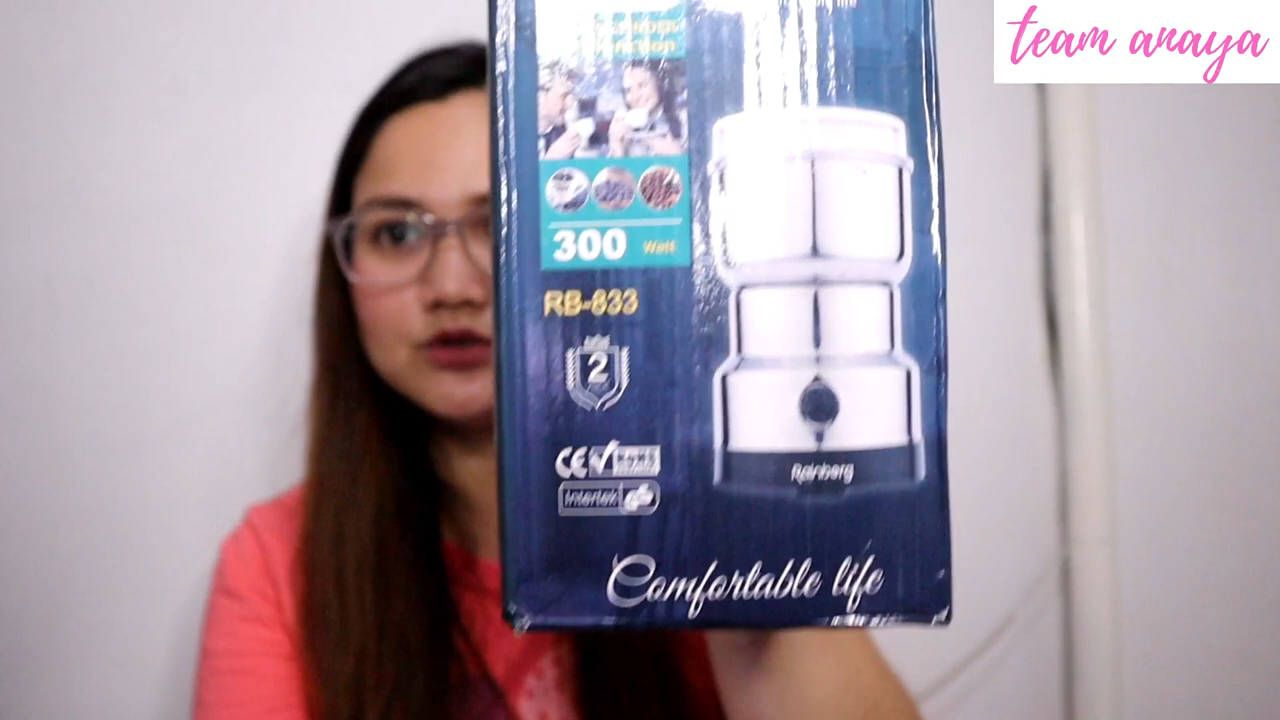 team anaya
300 Watt
RB-833
2
CE
Intertek
Rainberg
Comfortable life